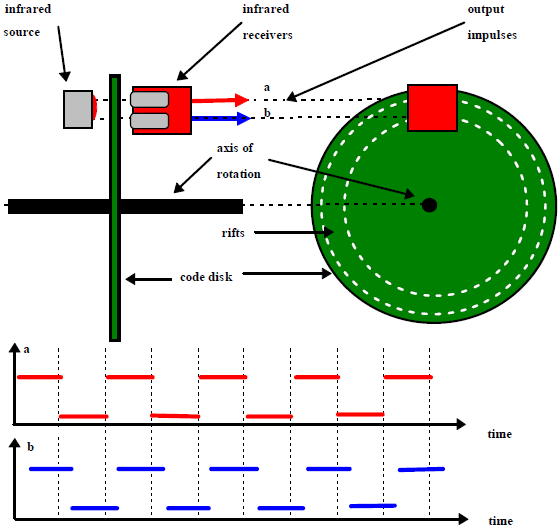 infrared
source
infrared
receivers
output
impulses
a
b
axis of
rotation
rifts
code disk
a
time
b
time